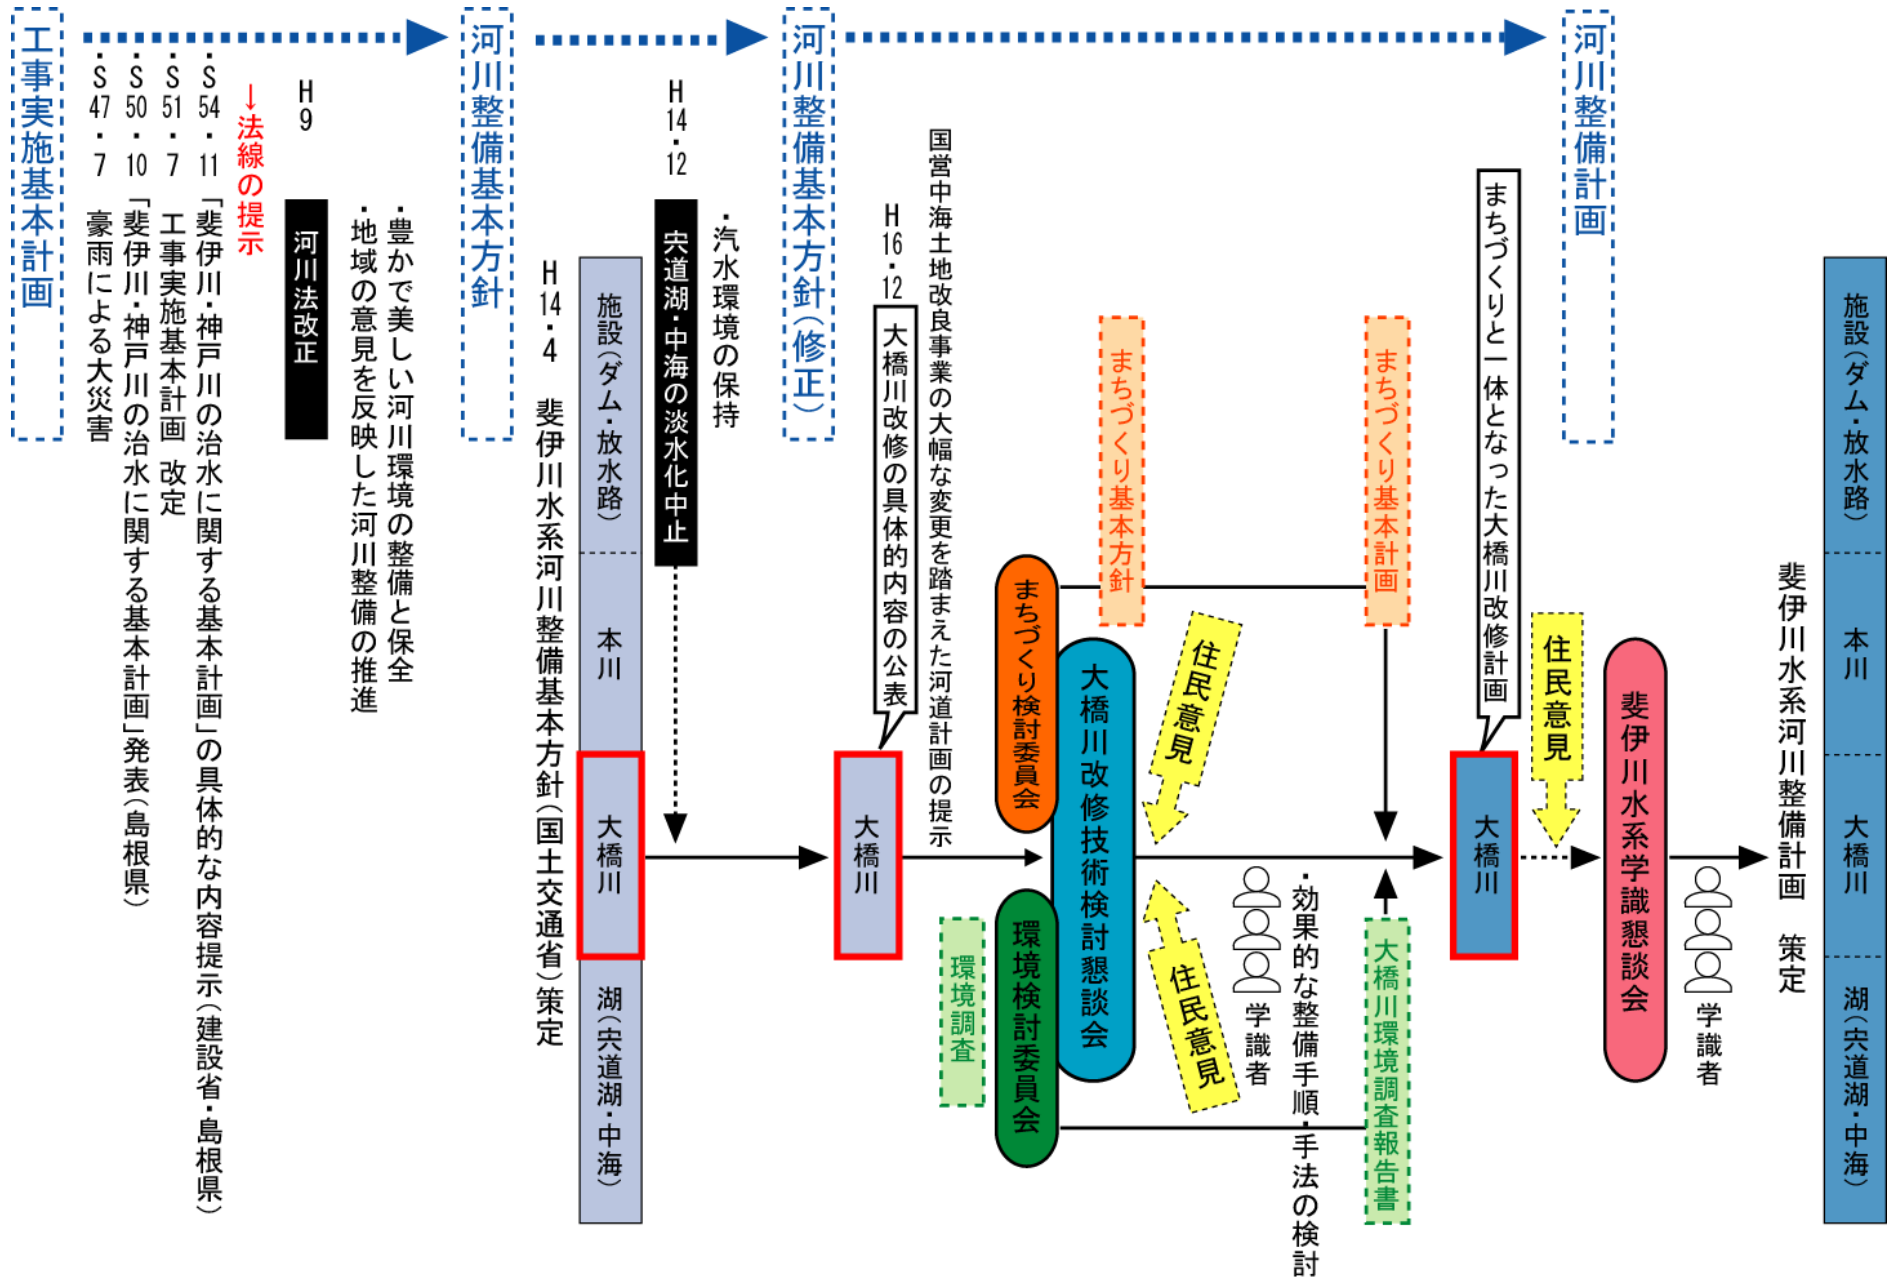 工事実施基本計画
・S47・7 豪雨による大災害
・S50・10 「斐伊川・神戸川の治水に関する基本計画」発表(島根県)
・S51・7 工事実施基本計画 改定
・S54・11 「斐伊川・神戸川の治水に関する基本計画」の具体的な内容提示(建設省・島根県)
→法線の提示
H9
河川法改正
・地域の意見を反映した河川整備の推進
・豊かで美しい河川環境の整備と保全
河川整備基本方針
H14・4 斐伊川水系河川整備基本方針(国土交通省)策定
施設(ダム・放水路)
本川
大橋川
湖(宍道湖・中海)
H14・12
宍道湖・中海の淡水化中止
・汽水環境の保持
河川整備基本方針(修正)
H16・12
大橋川改修の具体的内容の公表
大橋川
国営中海土地改良事業の大幅な変更を踏まえた河道計画の提示
環境調査
まちづくり検討委員会
環境検討委員会
大橋川改修技術検討懇談会
まちづくり基本方針
住民意見
住民意見
学識者
・効果的な整備手順・手法の検討
まちづくり基本計画
大橋川環境調査報告書
まちづくりと一体となった大橋川改修計画
大橋川
住民意見
河川整備計画
斐伊川水系学識懇談会
学識者
斐伊川水系河川整備計画 策定
施設(ダム・放水路)
本川
大橋川
湖(宍道湖・中海)